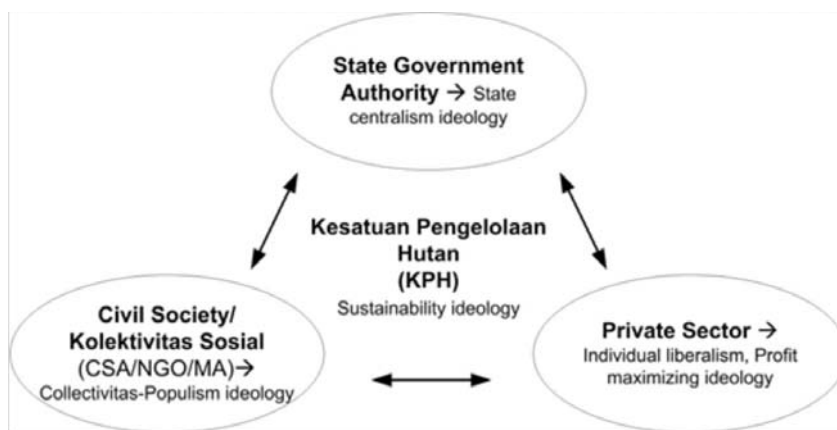 State Government
Authority → State
centralism ideology
Kesatuan Pengelolaan
Hutan
(KPH)
Sustainability ideology
Civil Society/
Kolektivitas Sosial
(CSA/NGO/MA)→
Collectivitas-Populism ideology
Private Sector →
Individual liberalism, Profit
maximizing ideology